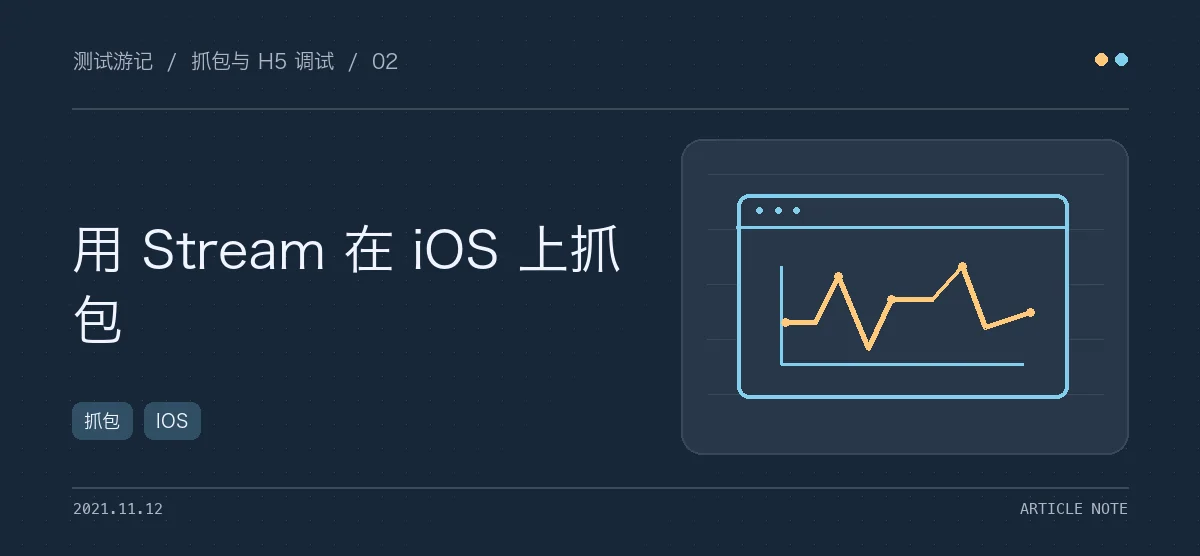 测试游记 / 抓包与 H5 调试 / 02
用 Stream 在 iOS 上抓
包
抓包 IOS
2021.11.12 ARTICLE NOTE